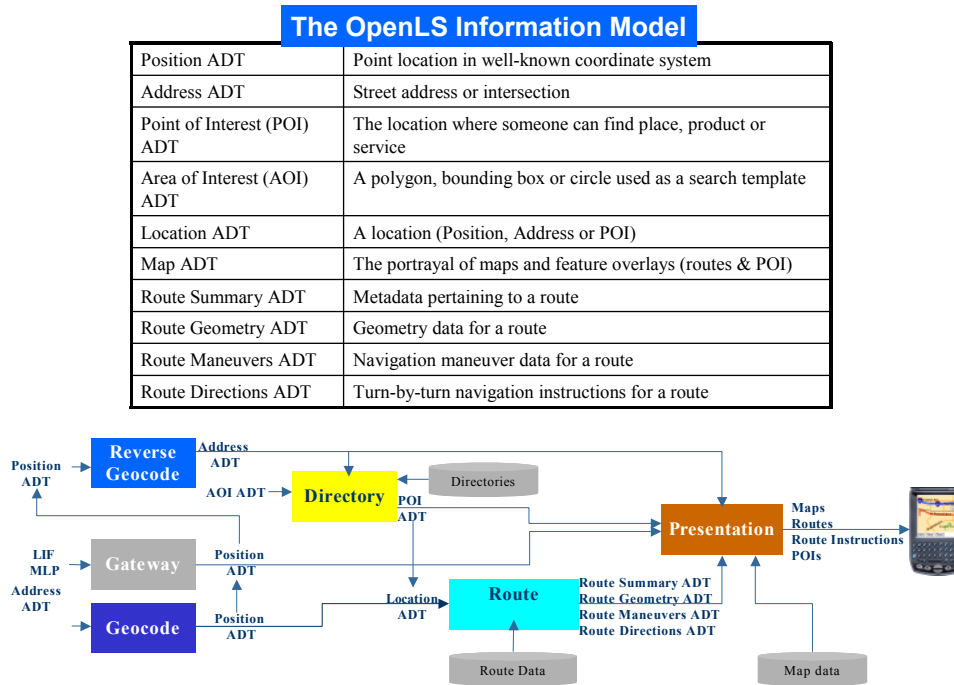 The OpenLS Information Model
Position ADT Point location in well-known coordinate system
Address ADT Street address or intersection
Point of Interest (POI) The location where someone can find place, product or
ADT service
Area of Interest (AOI) A polygon, bounding box or circle used as a search template
ADT
Location ADT A location (Position, Address or POI)
Map ADT The portrayal of maps and feature overlays (routes & POI)
Route Summary ADT Metadata pertaining to a route
Route Geometry ADT Geometry data for a route
Route Maneuvers ADT Navigation maneuver data for a route
Route Directions ADT Turn-by-turn navigation instructions for a route
Position
ADT
Reverse
Geocode
Address
ADT
AOI ADT
Directory
Directories
POI
ADT
Presentation
Maps
Routes
Route Instructions
POIs
LIF
MLP
Gateway
Position
ADT
Address
ADT
Geocode
Position
ADT
Location
ADT
Route
Route Summary ADT
Route Geometry ADT
Route Maneuvers ADT
Route Directions ADT
Route Data
Map data